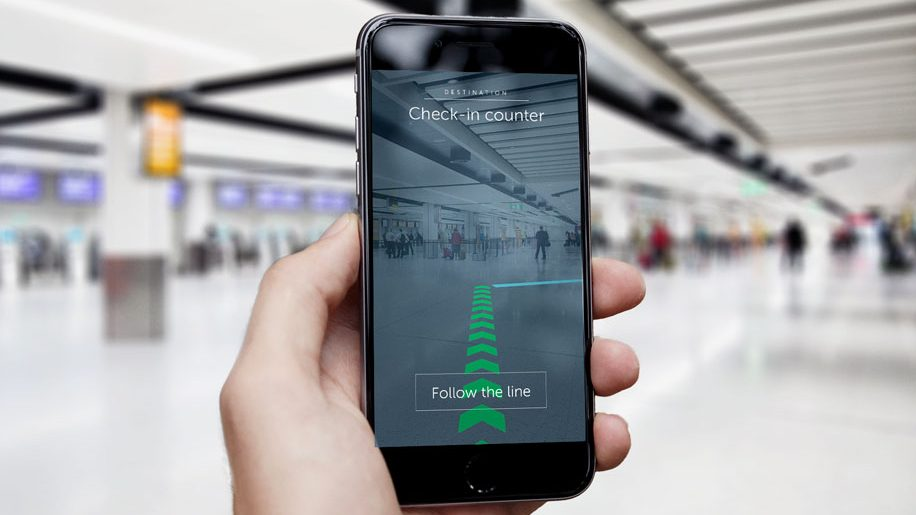 DESTINATION
Check-in counter
Follow the line